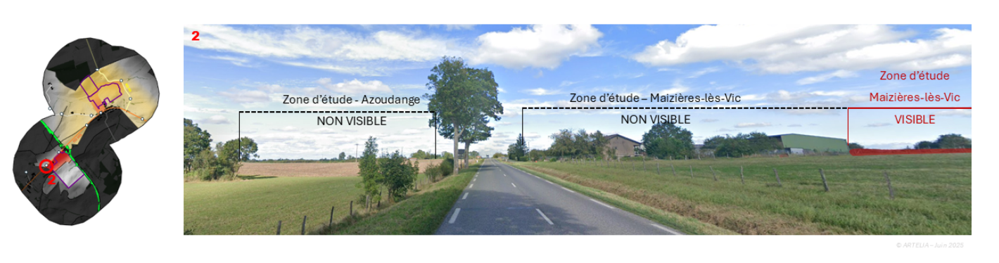 2
Zone d'étude - Azoudange
NON VISIBLE
Zone d'étude – Maizières-lès-Vic
NON VISIBLE
Zone d'étude
Maizières-lès-Vic
VISIBLE
2
© ARTELIA – Juin 2025